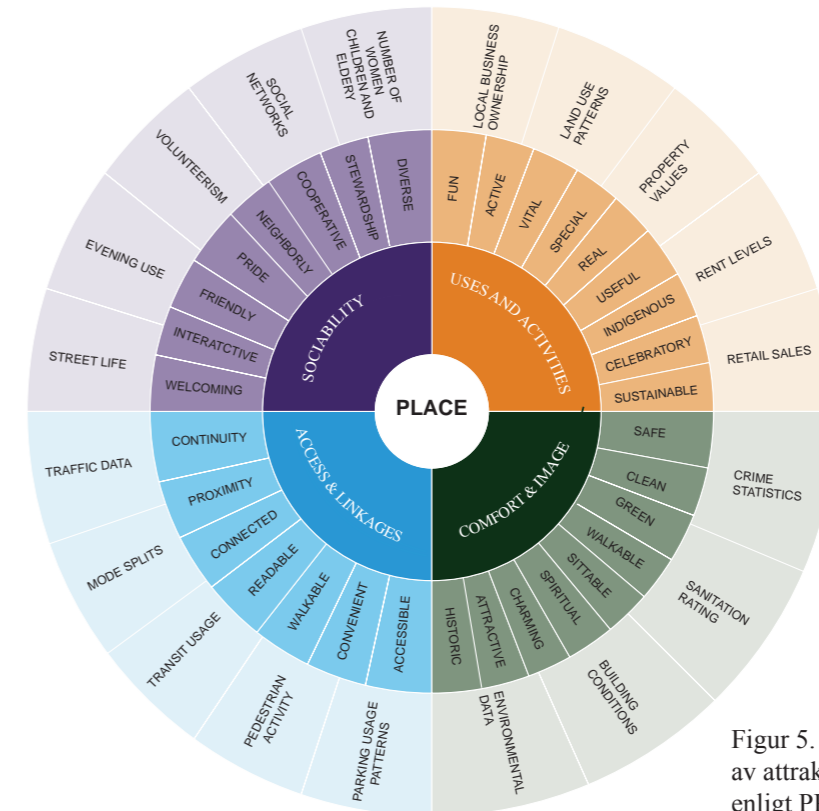 NUMBER OF
WOMEN
CHILDREN AND
ELDERY
SOCIAL
NETWORKS
VOLUNTEERISM
EVENING USE
STREET LIFE
DIVERSE
STEWARDSHIP
COOPERATIVE
NEIGHBORLY
PRIDE
FRIENDLY
INTERATCTIVE
WELCOMING
SOCIABILITY
LOCAL BUSINESS
OWNERSHIP
LAND USE
PATTERNS
PROPERTY
VALUES
RENT LEVELS
RETAIL SALES
FUN
ACTIVE
VITAL
SPECIAL
REAL
USEFUL
INDIGENOUS
CELEBRATORY
SUSTAINABLE
USES AND ACTIVITIES
PLACE
ACCESS & LINKAGES
CONTINUITY
PROXIMITY
CONNECTED
READABLE
WALKABLE
CONVENIENT
ACCESSIBLE
TRAFFIC DATA
MODE SPLITS
TRANSIT USAGE
PEDESTRIAN
ACTIVITY
PARKING USAGE
PATTERNS
COMFORT & IMAGE
SAFE
CLEAN
GREEN
WALKABLE
SITTABLE
SPIRITUAL
CHARMING
ATTRACTIVE
HISTORIC
CRIME
STATISTICS
SANITATION
RATING
BUILDING
CONDITIONS
ENVIRONMENTAL
DATA
Figur 5.
av attrak
enligt